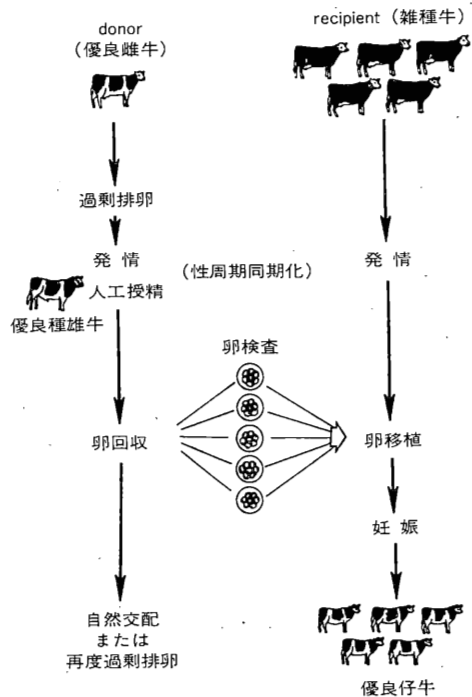 donor
（優良雌牛）
recipient（雑種牛）
過剰排卵
発情
人工授精
優良種雄牛
（性周期同期化）
発情
卵検査
卵回収
卵移植
妊娠
自然交配
または
再度過剰排卵
優良仔牛